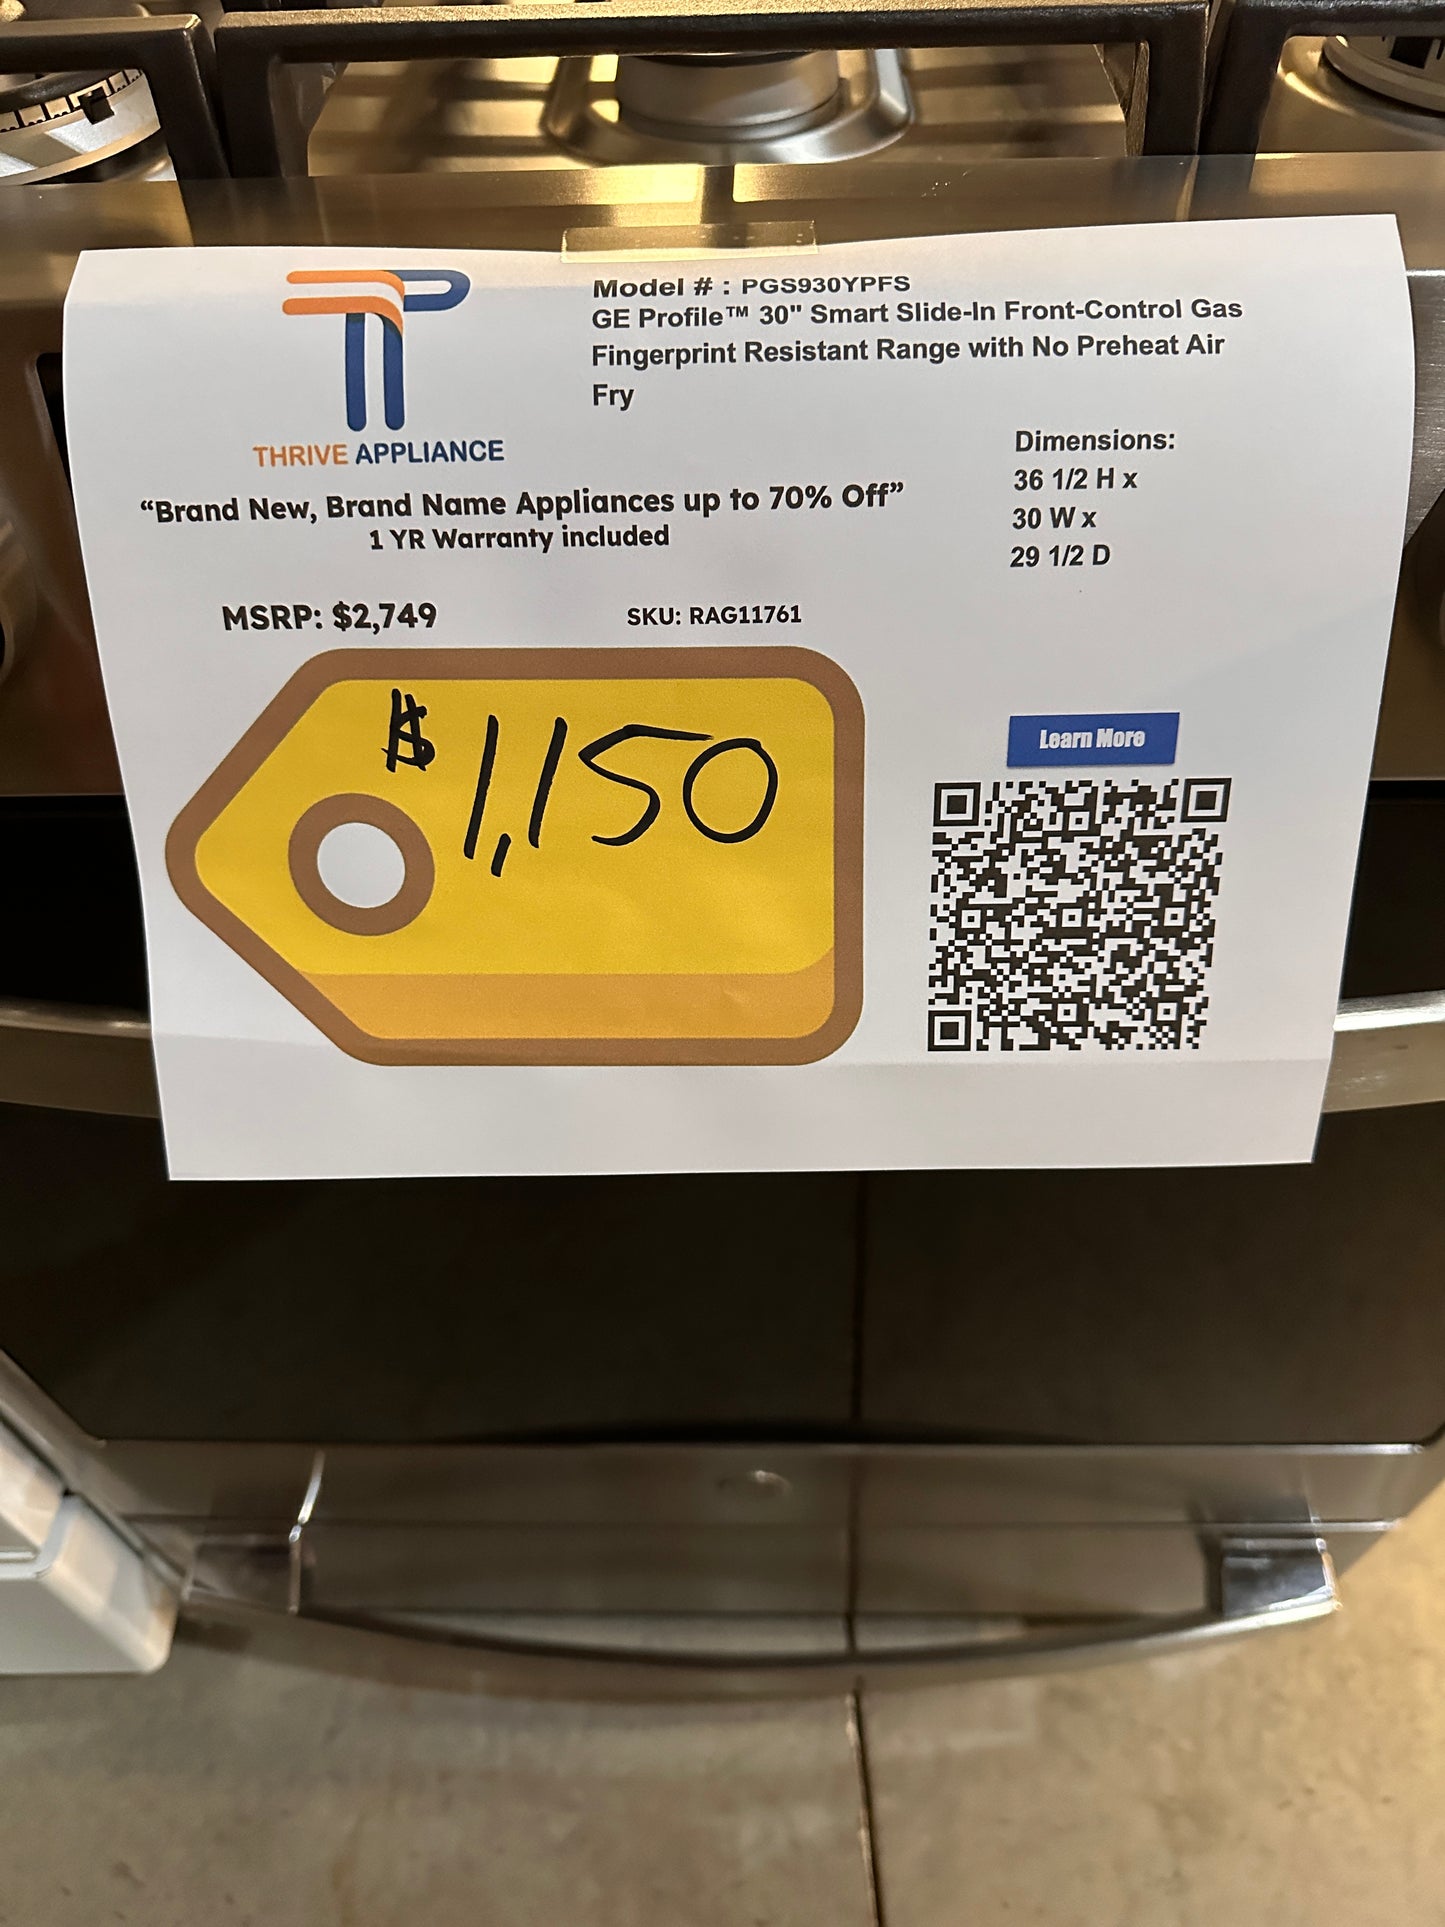 Model # : PGS930YPFS
GE Profile™ 30" Smart Slide-In Front-Control Gas
Fingerprint Resistant Range with No Preheat Air
Fry
THRIVE APPLIANCE
Dimensions:
36 1/2 H x
30 W x
29 1/2 D
“Brand New, Brand Name Appliances up to 70% Off”
1 YR Warranty included
MSRP: $2,749
SKU: RAG11761
$1,150
Learn More